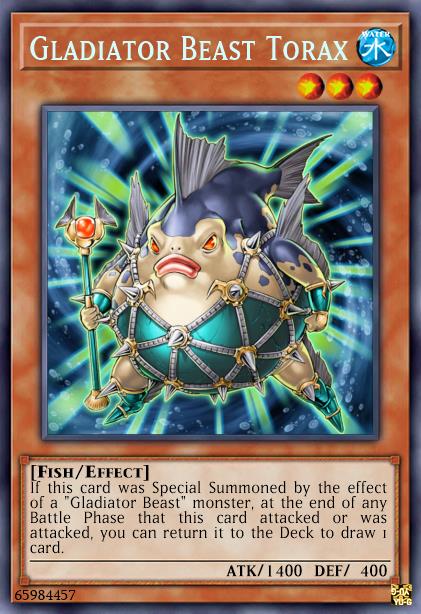 GLADIATOR BEAST TORAX
WATER
水
[FISH/EFFECT]
If this card was Special Summoned by the effect
of a "Gladiator Beast" monster, at the end of any
Battle Phase that this card attacked or was
attacked, you can return it to the Deck to draw 1
card.
ATK/1400 DEF/ 400
65984457